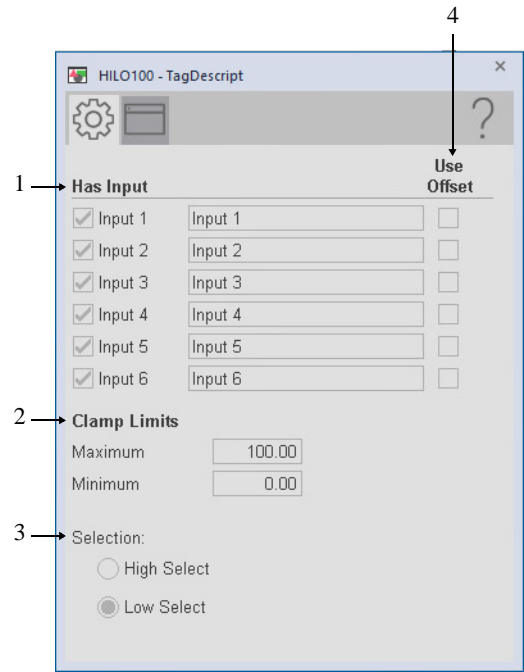 4
HILO100 - TagDescript ×
?
Use
1 Has Input Offset
Input 1 Input 1
Input 2 Input 2
Input 3 Input 3
Input 4 Input 4
Input 5 Input 5
Input 6 Input 6
2 Clamp Limits
Maximum 100.00
Minimum 0.00
3 Selection:
High Select
Low Select